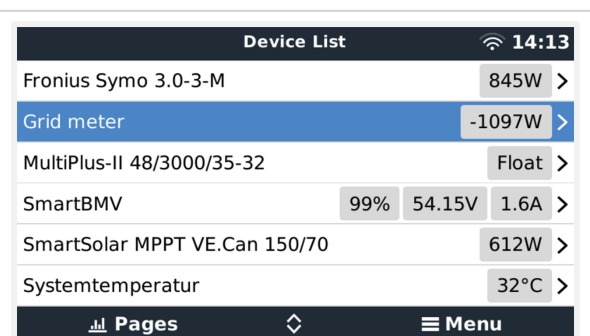 Device List 14:13
Fronius Symo 3.0-3-M 845W
Grid meter -1097W
MultiPlus-II 48/3000/35-32 Float
SmartBMV 99% 54.15V 1.6A
SmartSolar MPPT VE.Can 150/70 612W
Systemtemperatur 32°C
Pages Menu